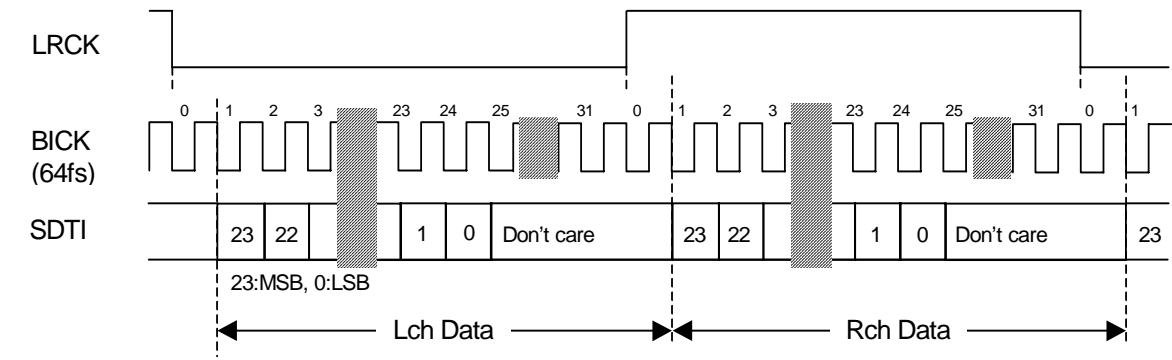 LRCK
0 1 2 3 23 24 25 31 0 1 2 3 23 24 25 31 0 1
BICK
(64fs)
SDTI 23 22 1 0 Don't care 23 22 1 0 Don't care 23
23:MSB, 0:LSB
Lch Data Rch Data